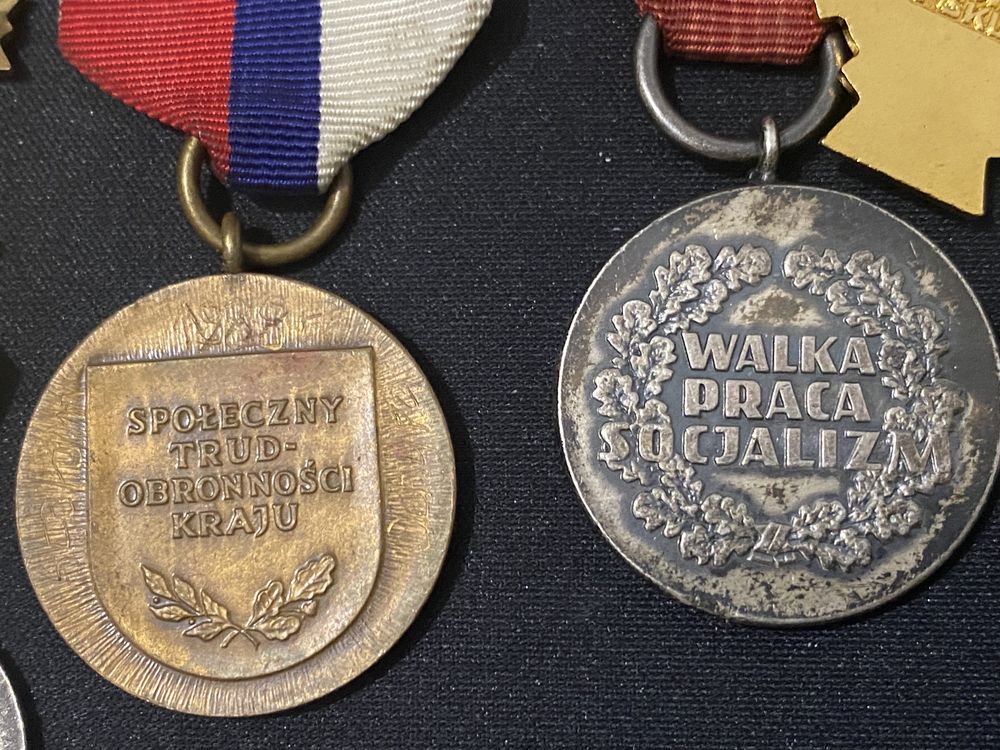 SPOŁECZNY
TRUD-
OBRONNOŚCI
KRAJU
WALKA
PRACA
SOCJALIZM